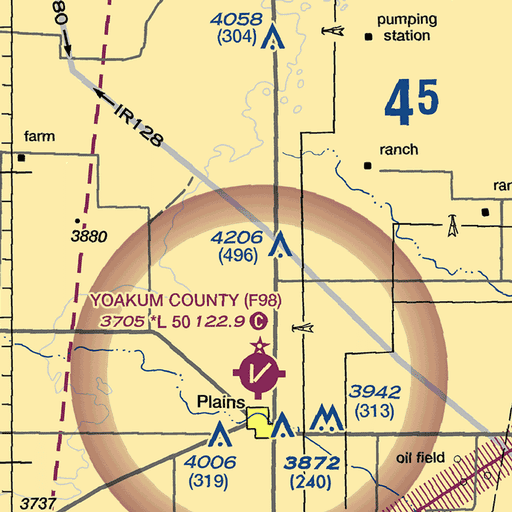 80
4058
(304)
pumping
station
4⁵
IR128
farm
ranch
ran
3880
4206
(496)
YOAKUM COUNTY (F98)
3705 *L 50 122.9 C
Plains
3942
(313)
4006
(319)
3872
(240)
oil field
3737